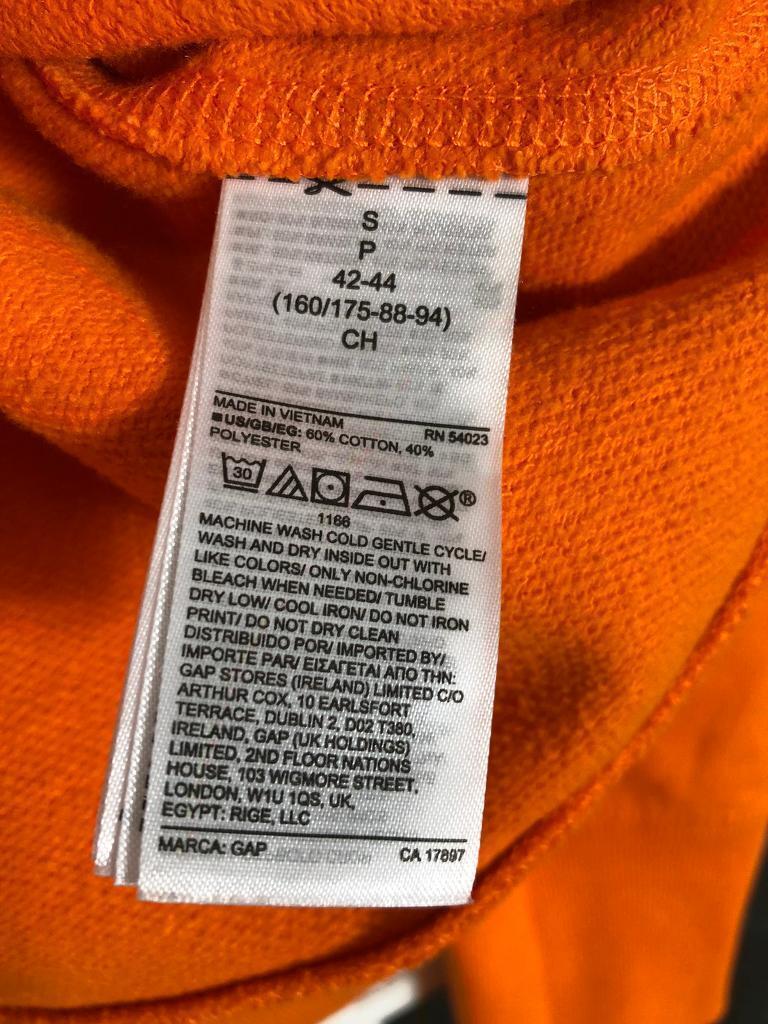 S
P
42-44
(160/175-88-94)
CH
MADE IN VIETNAM RN 54023
■US/GB/EG: 60% COTTON, 40%
POLYESTER
30 ®
1166
MACHINE WASH COLD GENTLE CYCLE/
WASH AND DRY INSIDE OUT WITH
LIKE COLORS/ ONLY NON-CHLORINE
BLEACH WHEN NEEDED/ TUMBLE
DRY LOW/ COOL IRON/ DO NOT IRON
PRINT/ DO NOT DRY CLEAN
DISTRIBUIDO POR/ IMPORTED BY/
IMPORTE PAR/ ΕΙΣΑΓΕΤΑΙ ΑΠΟ ΤΗΝ:
GAP STORES (IRELAND) LIMITED C/O
ARTHUR COX, 10 EARLSFORT
TERRACE, DUBLIN 2, D02 T380,
IRELAND, GAP (UK HOLDINGS)
LIMITED, 2ND FLOOR NATIONS
HOUSE, 103 WIGMORE STREET,
LONDON, W1U 1QS, UK,
EGYPT: RIGE, LLC
MARCA: GAP CA 17897